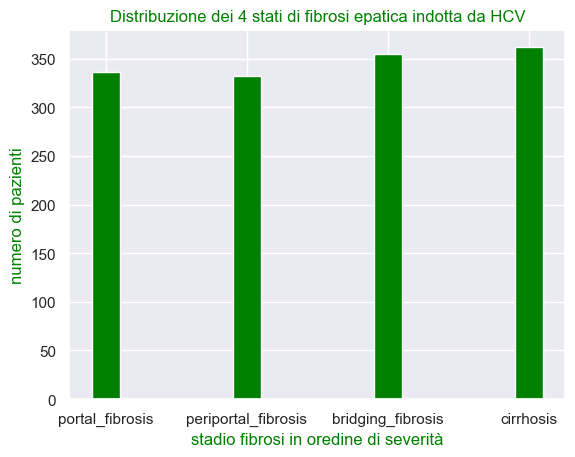 Distribuzione dei 4 stati di fibrosi epatica indotta da HCV
numero di pazienti
350
300
250
200
150
100
50
0
portal_fibrosis periportal_fibrosis bridging_fibrosis cirrhosis
stadio fibrosi in oredine di severità